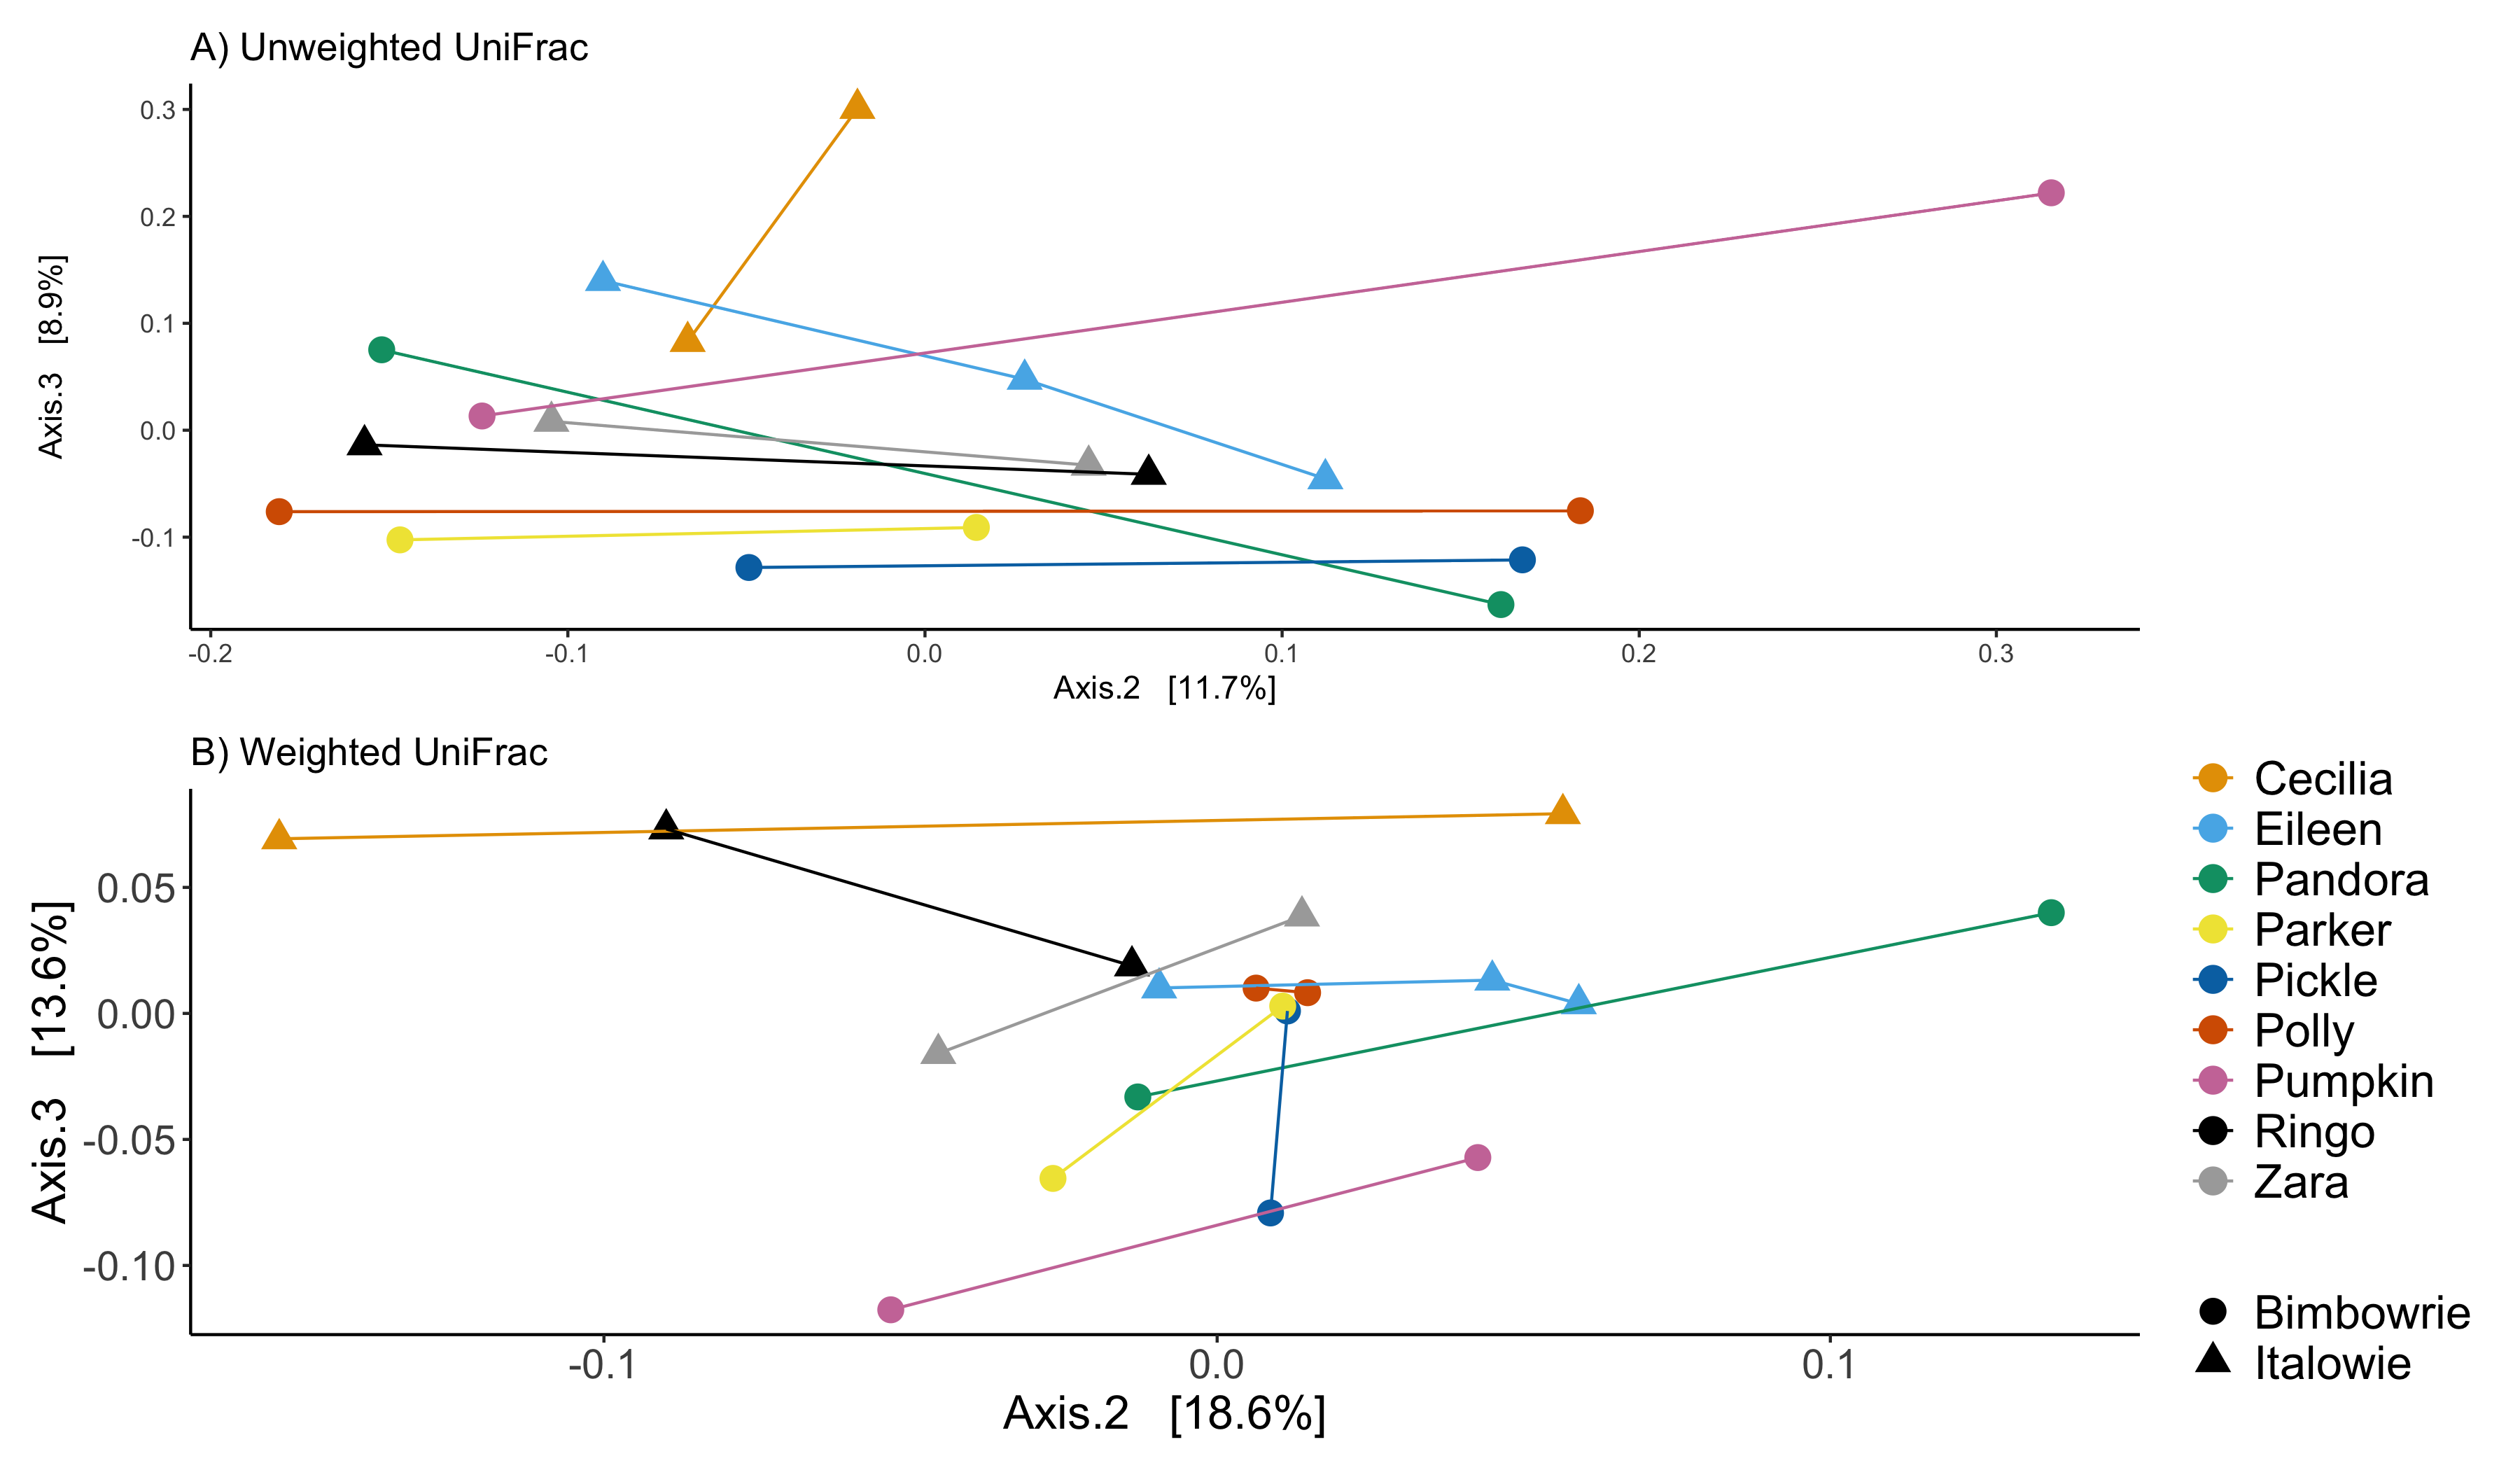 A) Unweighted UniFrac
0.3
0.2
0.1
0.0
-0.1
Axis.3 [8.9%]
-0.2 -0.1 0.0 0.1 0.2 0.3
Axis.2 [11.7%]
B) Weighted UniFrac
0.05
0.00
-0.05
-0.10
Axis.3 [13.6%]
-0.1 0.0 0.1
Axis.2 [18.6%]
Cecilia
Eileen
Pandora
Parker
Pickle
Polly
Pumpkin
Ringo
Zara
Bimbowrie
Italowie